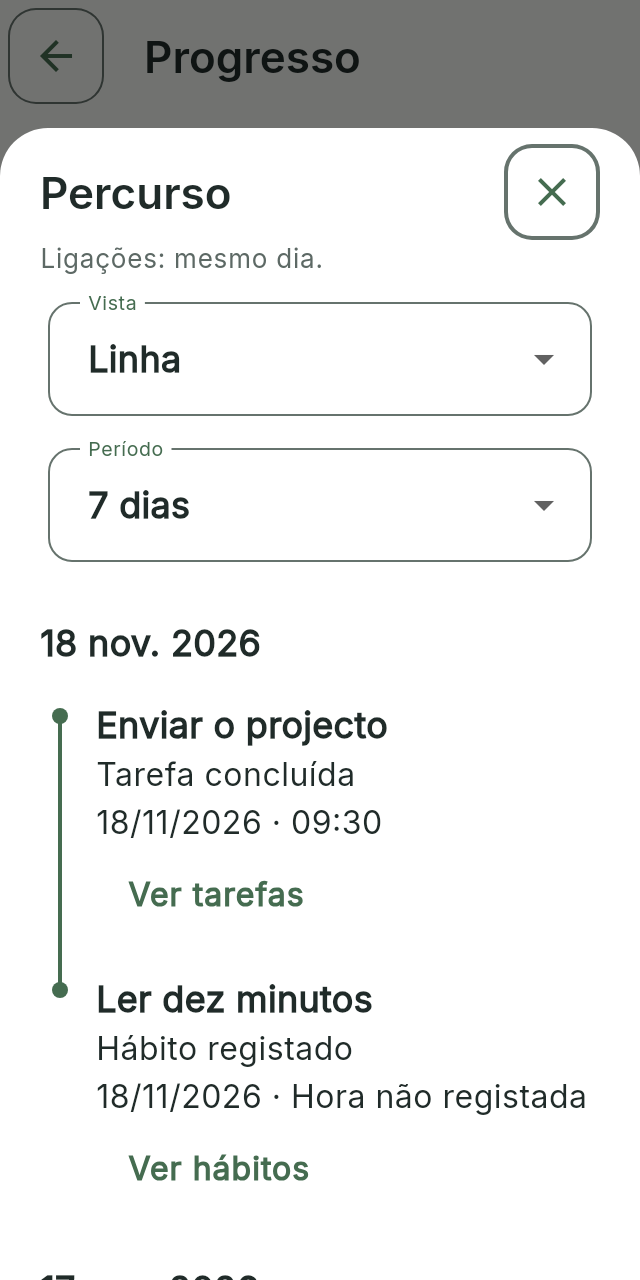 Progresso
Percurso
Ligações: mesmo dia.
Vista
Linha
Período
7 dias
18 nov. 2026
Enviar o projecto
Tarefa concluída
18/11/2026 · 09:30
Ver tarefas
Ler dez minutos
Hábito registado
18/11/2026 · Hora não registada
Ver hábitos